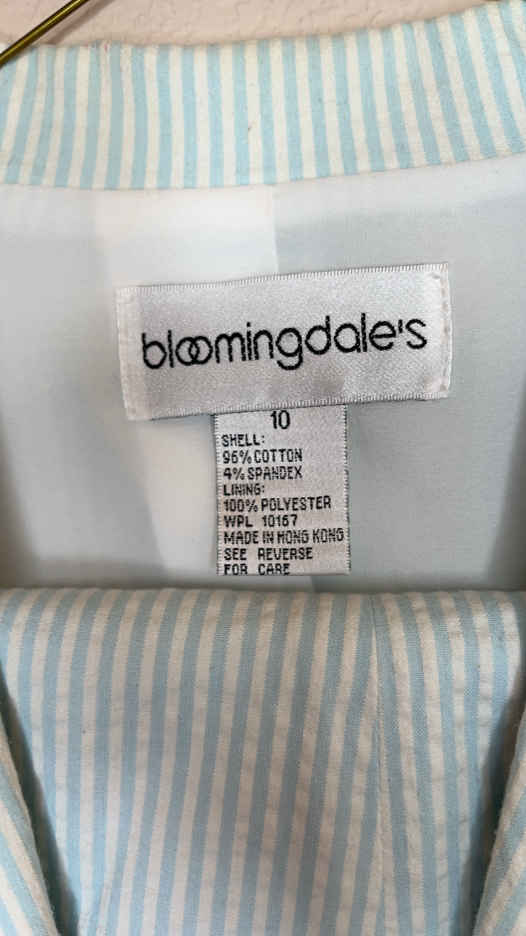 bloomingdale's
10
SHELL:
96% COTTON
4% SPANDEX
LINING:
100% POLYESTER
WPL 10167
MADE IN HONG KONG
SEE REVERSE
FOR CARE